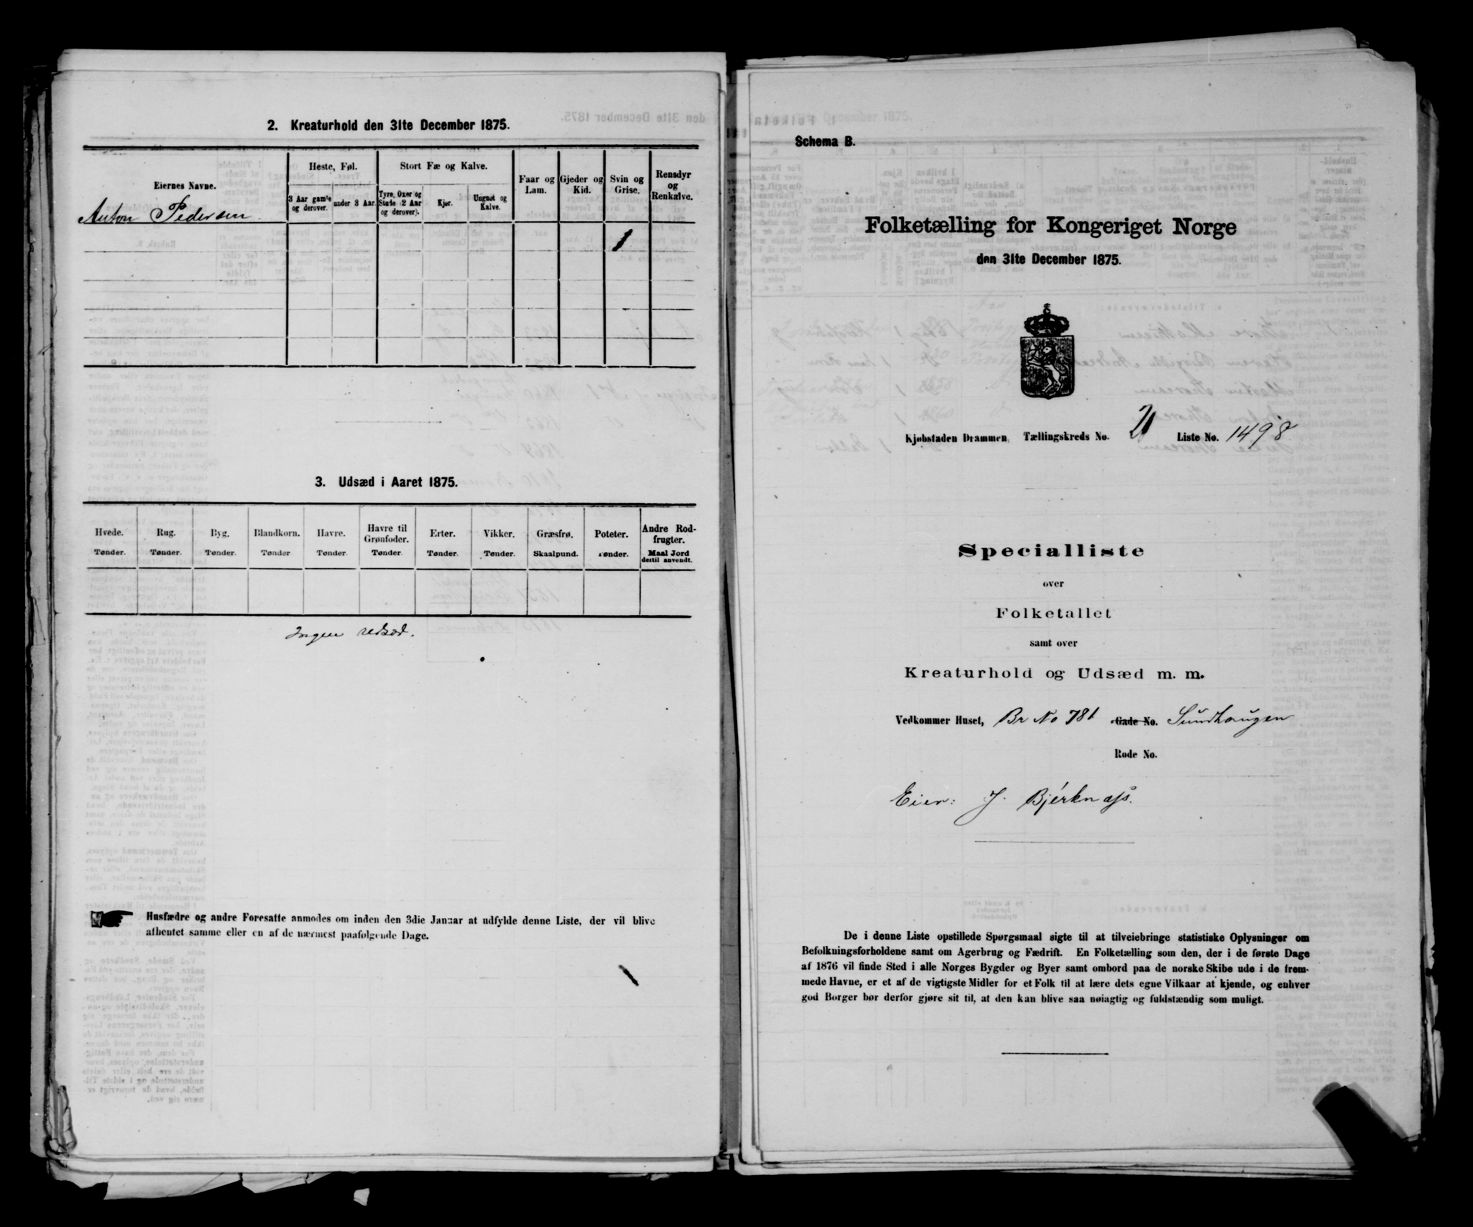 2. Kreaturhold den 31te December 1875.
Eiernes Navne.
Heste, Føl.
Stort Fæ og Kalve.
Faar og Lam.
Gjeder og Kid.
Svin og Grise.
Rensdyr og Renkalve.
3 Aar gamle og derover.
under 3 Aar.
Tyre, Oxer og Stude (2 Aar og derover).
Kjør.
Ungnøt og Kalve.
Anton Pedersen
1
3. Udsæd i Aaret 1875.
Hvede. Rug. Byg. Blandkorn. Havre. Havre til Grønfoder. Erter. Vikker. Græsfrø. Poteter. Andre Rodfrugter.
Tønder. Tønder. Tønder. Tønder Tønder. Tønder. Tønder. Tønder. Skaalpund. Tønder. Maal Jord dertil anvendt.
Ingen udsæd.
Husfædre og andre Foresatte anmodes om inden den 3die Januar at udfylde denne Liste, der vil blive
afhentet samme eller en af de nærmest paafølgende Dage.
Schema B.
Folketælling for Kongeriget Norge
den 31te December 1875.
Kjøbstaden Drammen, Tællingskreds No. Liste No. 1498
Specialliste
over
Folketallet
samt over
Kreaturhold og Udsæd m. m.
Vedkommer Huset, Br No 781 Gade No. Sundhaugen
Rode No.
Eier: J. Bjérknæs.
De i denne Liste opstillede Spørgsmaal sigte til at tilveiebringe statistiske Oplysninger om
Befolkningsforholdene samt om Agerbrug og Fædrift. En Folketælling som den, der i de første Dage
af 1876 vil finde Sted i alle Norges Bygder og Byer samt ombord paa de norske Skibe ude i de frem-
mede Havne, er et af de vigtigste Midler for et Folk til at lære dets egne Vilkaar at kjende, og enhver
god Borger bør derfor gjøre sit til, at den kan blive saa nøiagtig og fuldstændig som muligt.